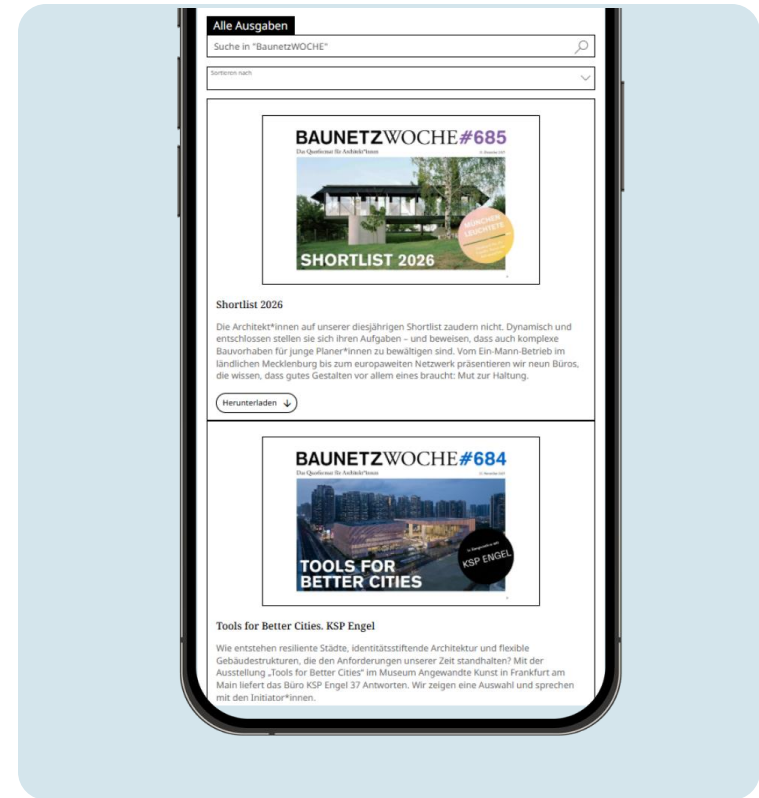 Alle Ausgaben
Suche in "BaunetzWOCHE"
Sortieren nach
BAUNETZWOCHE#685
Das Querformat für Architekt*innen
SHORTLIST 2026
MÜNCHEN
LEUCHTETE
Shortlist 2026
Die Architekt*innen auf unserer diesjährigen Shortlist zaudern nicht. Dynamisch und
entschlossen stellen sie sich ihren Aufgaben – und beweisen, dass auch komplexe
Bauvorhaben für junge Planer*innen zu bewältigen sind. Vom Ein-Mann-Betrieb im
ländlichen Mecklenburg bis zum europaweiten Netzwerk präsentieren wir neun Büros,
die wissen, dass gutes Gestalten vor allem eines braucht: Mut zur Haltung.
Herunterladen
BAUNETZWOCHE#684
Das Querformat für Architekt*innen
TOOLS FOR
BETTER CITIES
KSP ENGEL
Tools for Better Cities. KSP Engel
Wie entstehen resiliente Städte, identitätsstiftende Architektur und flexible
Gebäudestrukturen, die den Anforderungen unserer Zeit standhalten? Mit der
Ausstellung „Tools for Better Cities“ im Museum Angewandte Kunst in Frankfurt am
Main liefert das Büro KSP Engel 37 Antworten. Wir zeigen eine Auswahl und sprechen
mit den Initiator*innen.